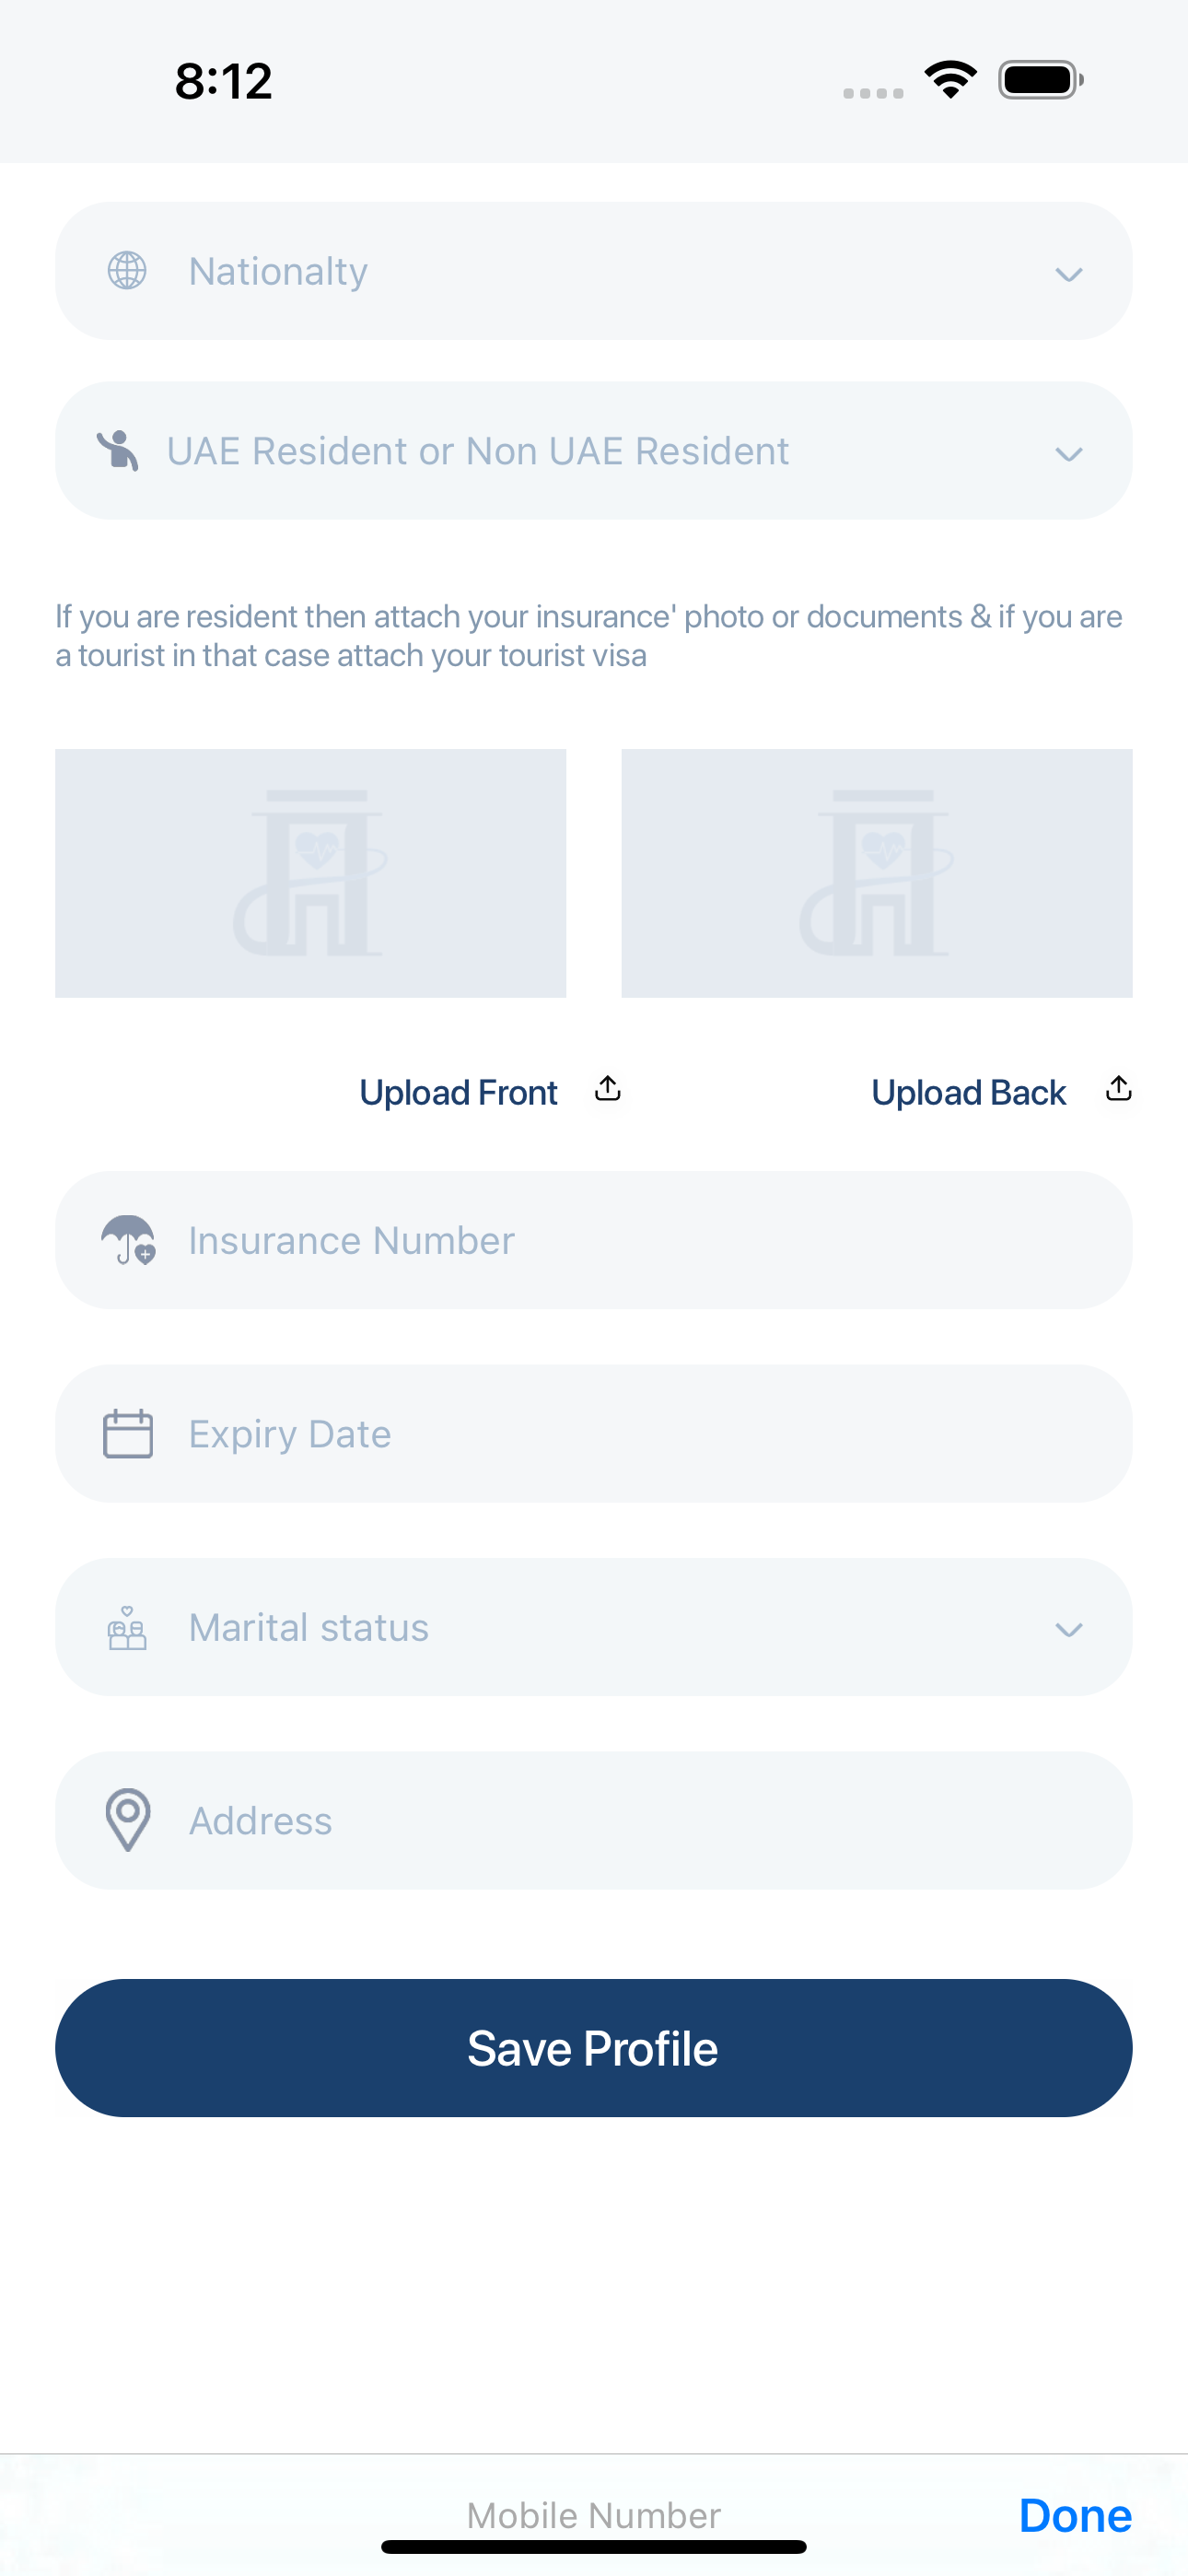 8:12
Nationalty
UAE Resident or Non UAE Resident
If you are resident then attach your insurance' photo or documents & if you are
a tourist in that case attach your tourist visa
Upload Front
Upload Back
Insurance Number
Expiry Date
Marital status
Address
Save Profile
Mobile Number
Done